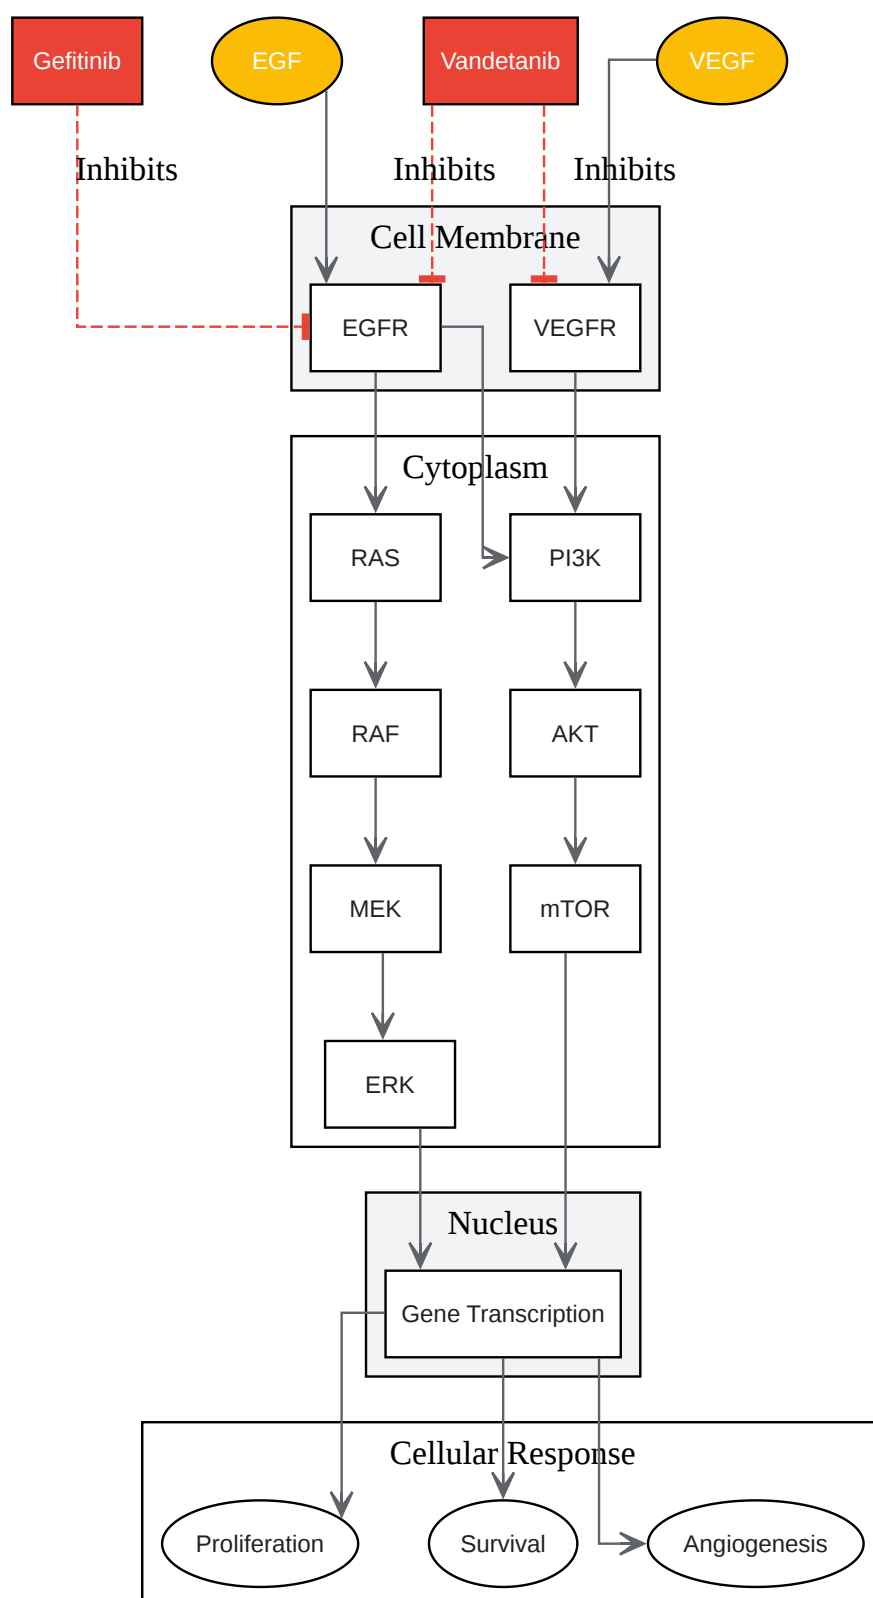 Gefitinib
EGF
Vandetanib
VEGF
Inhibits
Inhibits
Inhibits
Cell Membrane
EGFR
VEGFR
Cytoplasm
RAS
PI3K
RAF
AKT
MEK
mTOR
ERK
Nucleus
Gene Transcription
Cellular Response
Proliferation
Survival
Angiogenesis